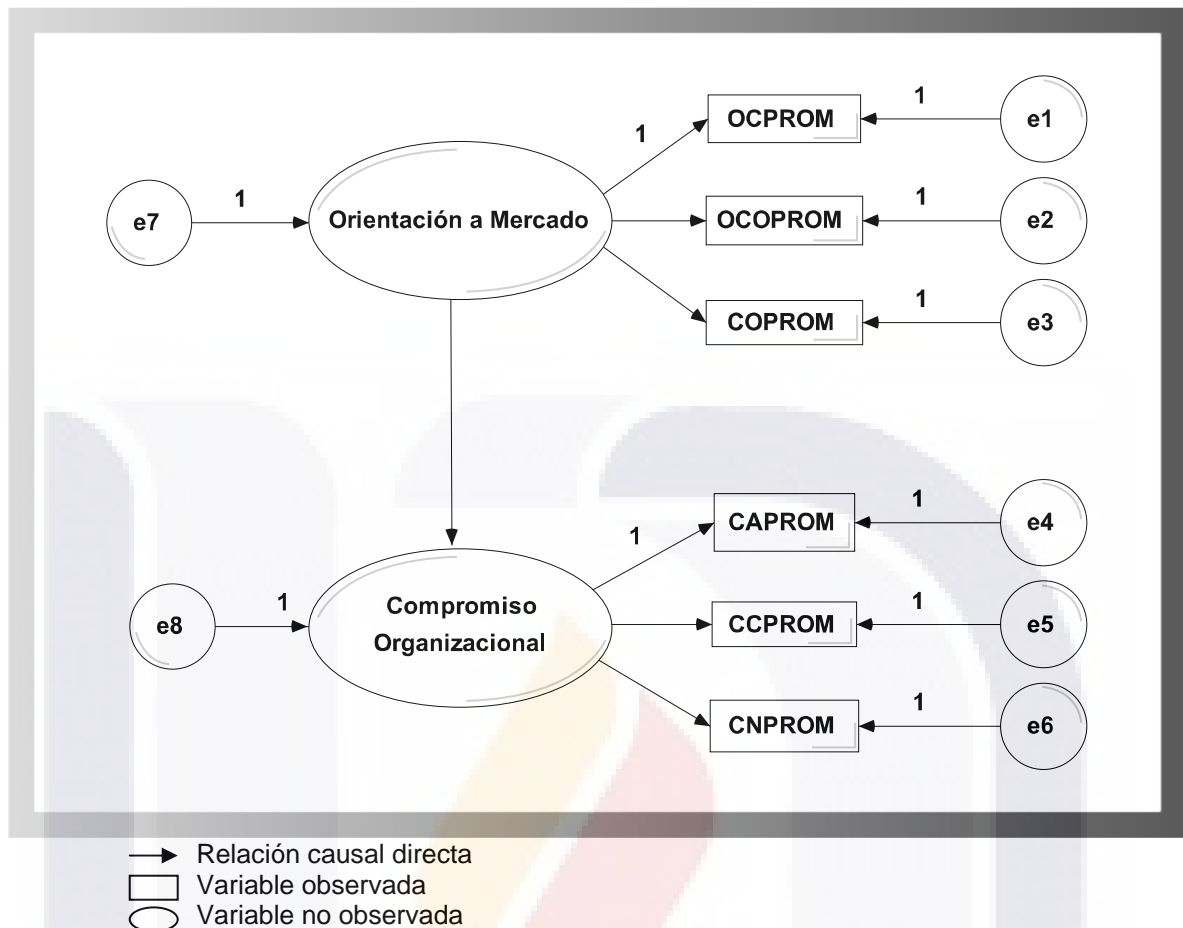 1
OCPROM
e1
1
1
e7
Orientación a Mercado
1
OCOPROM
e2
1
COPROM
e3
1
CAPROM
e4
1
1
e8
Compromiso
Organizacional
1
CCPROM
e5
1
CNPROM
e6
Relación causal directa
Variable observada
Variable no observada